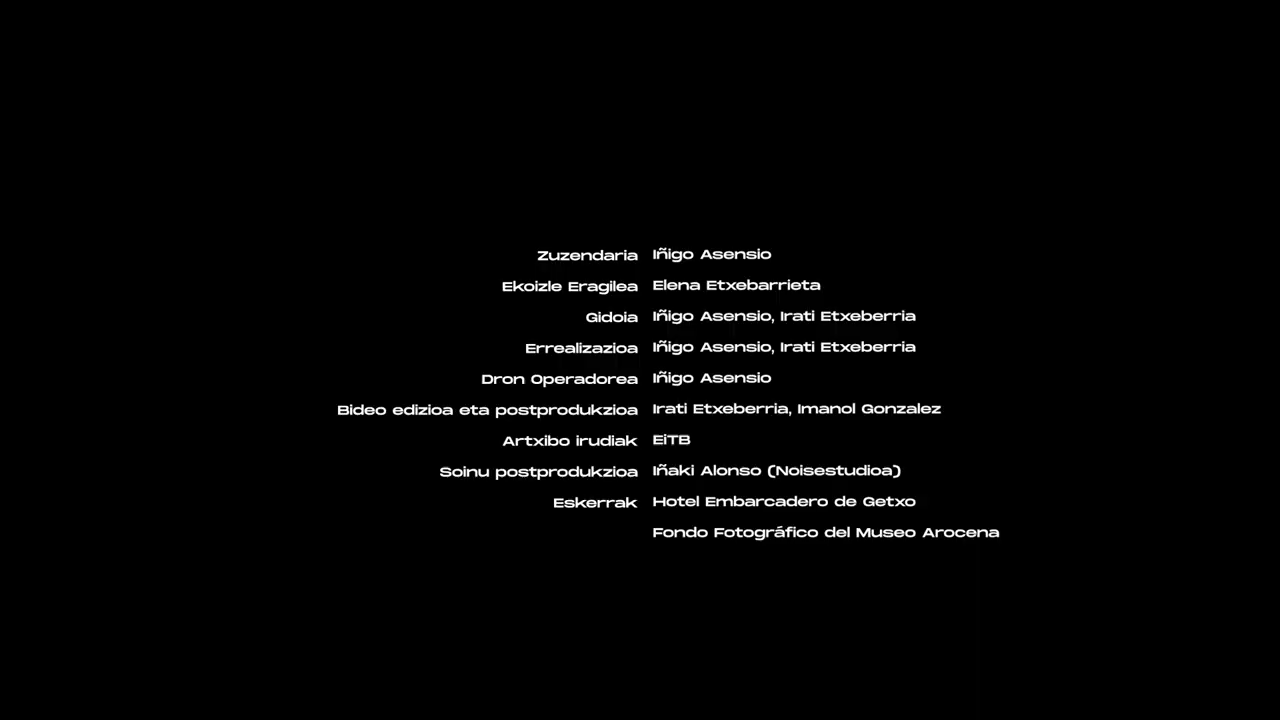 Zuzendaria Iñigo Asensio
Ekoizle Eragilea Elena Etxebarrieta
Gidoia Iñigo Asensio, Irati Etxeberria
Errealizazioa Iñigo Asensio, Irati Etxeberria
Dron Operadorea Iñigo Asensio
Bideo edizioa eta postprodukzioa Irati Etxeberria, Imanol Gonzalez
Artxibo irudiak EiTB
Soinu postprodukzioa Iñaki Alonso (Noisestudioa)
Eskerrak Hotel Embarcadero de Getxo
Fondo Fotográfico del Museo Arocena